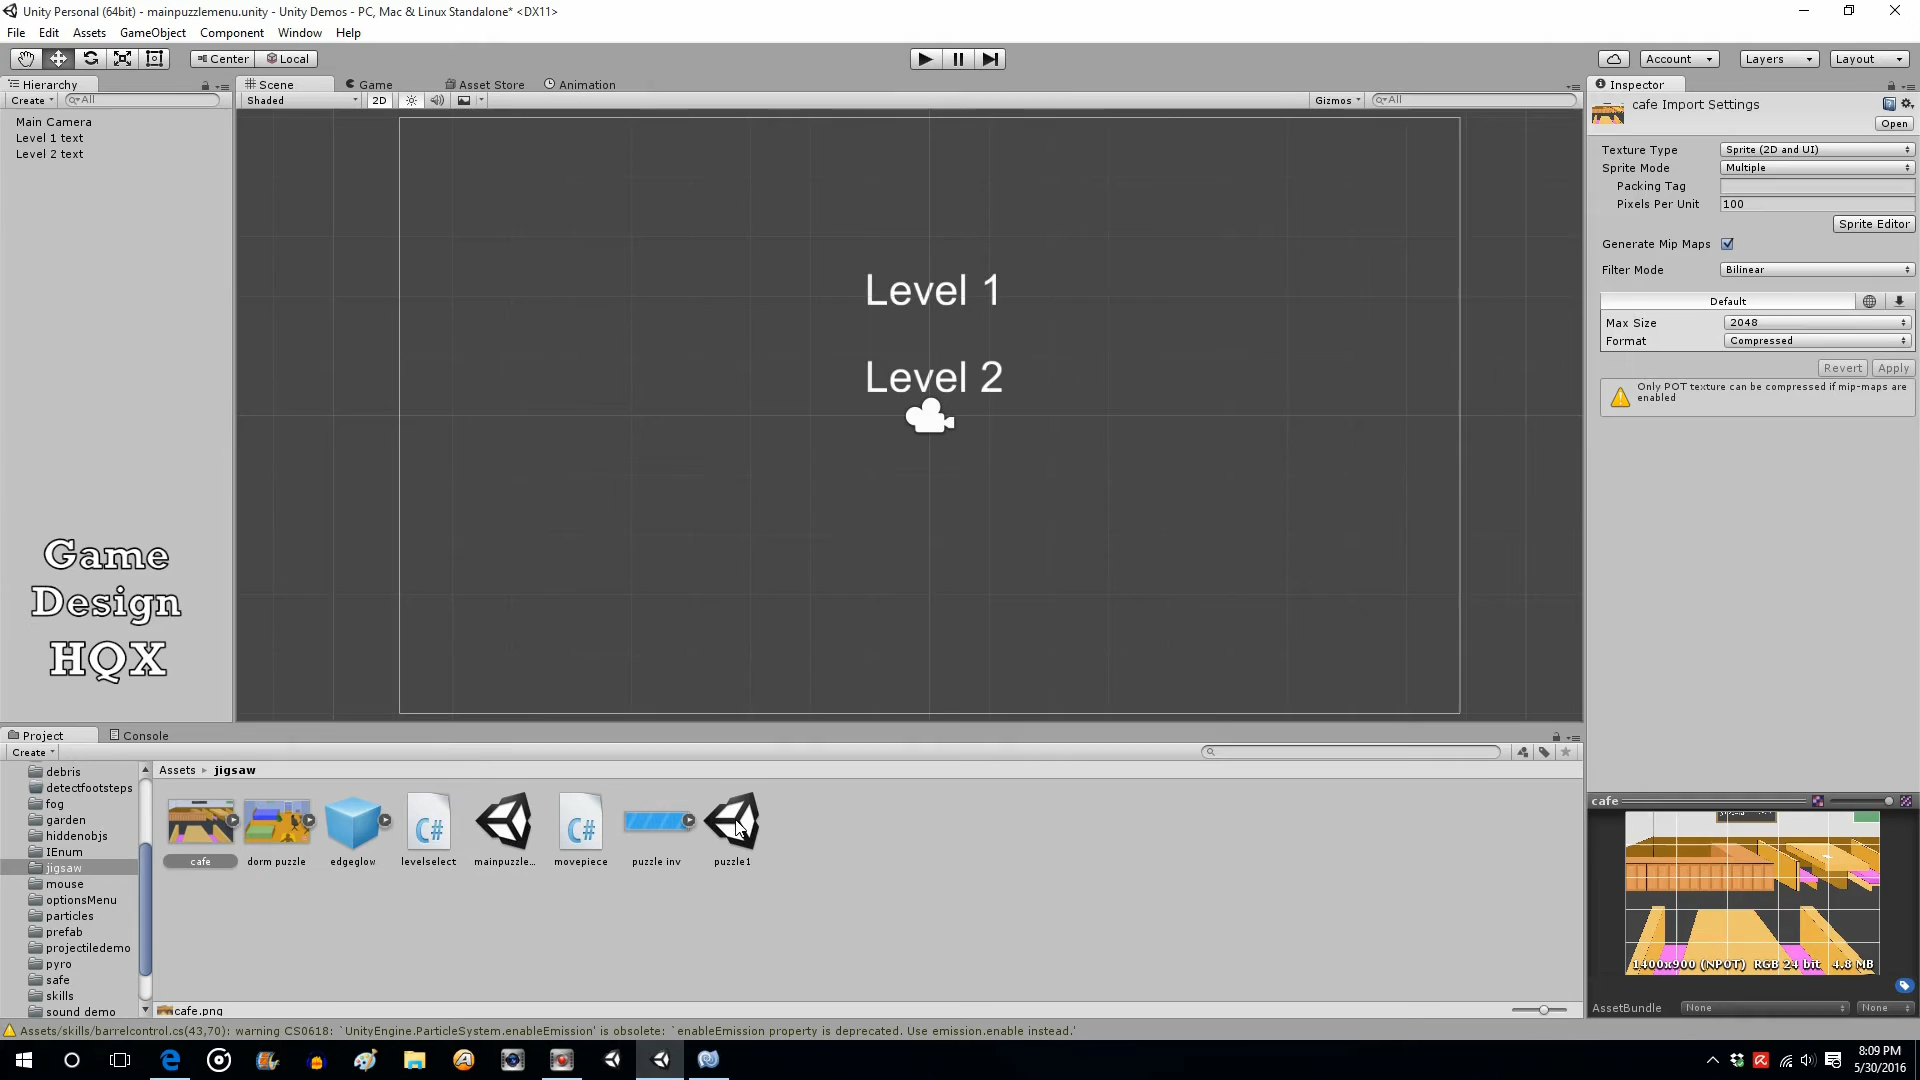 Unity Personal (64bit) - mainpuzzlemenu.unity - Unity Demos - PC, Mac & Linux Standalone* <DX11>
File Edit Assets GameObject Component Window Help
Center Local
Account Layers Layout
Hierarchy
Create All
Main Camera
Level 1 text
Level 2 text
Scene Game Asset Store Animation
Shaded 2D Gizmos All
Level 1
Level 2
Game
Design
HQX
Inspector
cafe Import Settings
Open
Texture Type Sprite (2D and UI)
Sprite Mode Multiple
Packing Tag
Pixels Per Unit 100
Sprite Editor
Generate Mip Maps
Filter Mode Bilinear
Default
Max Size 2048
Format Compressed
Revert Apply
Only POT texture can be compressed if mip-maps are
enabled
Project Console
Create
debris
detectfootsteps
fog
garden
hiddenobjs
IEnum
jigsaw
mouse
optionsMenu
particles
prefab
projectiledemo
pyro
safe
skills
sound demo
Assets jigsaw
C# C#
cafe dorm puzzle edgeglow levelselect mainpuzzle... movepiece puzzle inv puzzle1
cafe.png
cafe
1400x900 (NPOT) RGB 24 bit 4.8 MB
AssetBundle None None
Assets/skills/barrelcontrol.cs(43,70): warning CS0618: `UnityEngine.ParticleSystem.enableEmission' is obsolete: `enableEmission property is deprecated. Use emission.enable instead.'
8:09 PM
5/30/2016